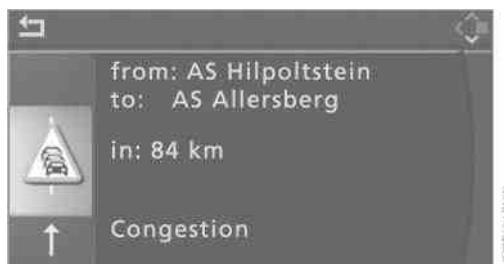 from: AS Hilpoltstein
to: AS Allersberg
in: 84 km
Congestion